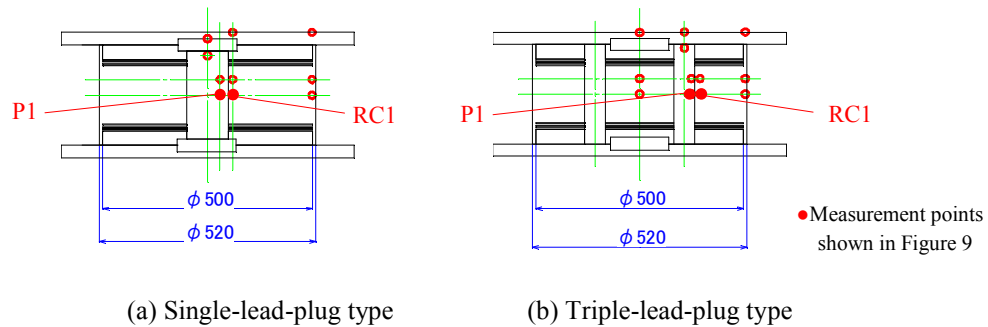 P1
RC1
φ500
φ520
P1
RC1
φ500
φ520
●Measurement points
shown in Figure 9
(a) Single-lead-plug type
(b) Triple-lead-plug type